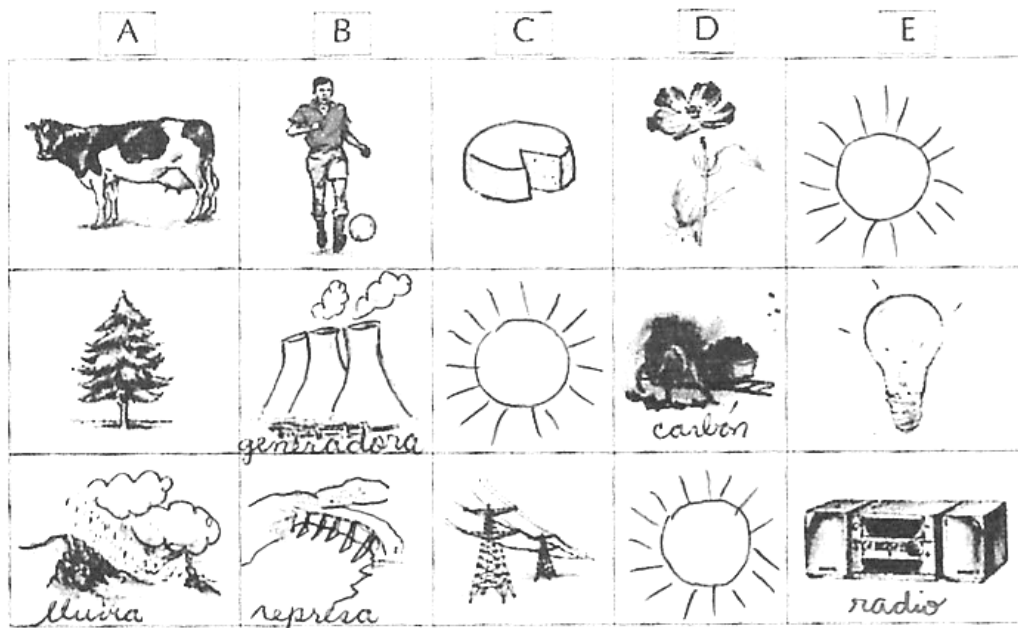 A B C D E
generadora
carbón
lluvia
represa
radio